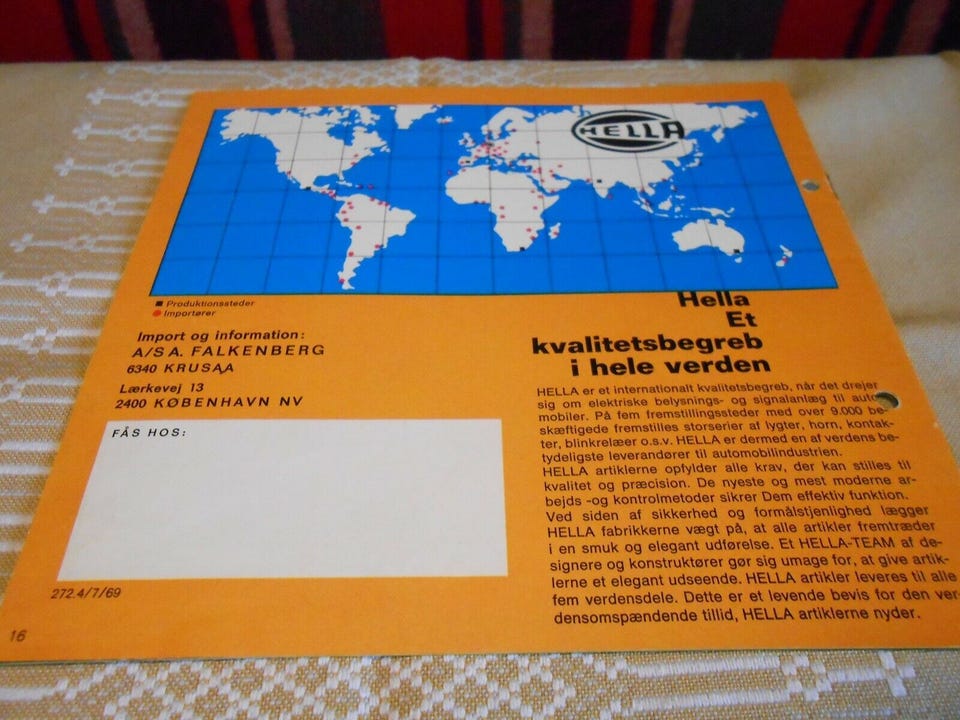 HELLA
Produktionssteder
Importører
Import og information:
A/S A. FALKENBERG
6340 KRUSAA
Lærkevej 13
2400 KØBENHAVN NV
FÅS HOS:
272.4/7/69
16
Hella
Et
kvalitetsbegreb
i hele verden
HELLA er et internationalt kvalitetsbegreb, når det drejer
sig om elektriske belysnings- og signalanlæg til auto-
mobiler. På fem fremstillingssteder med over 9.000 be-
skæftigede fremstilles storserier af lygter, horn, kontak-
ter, blinkrelæer o.s.v. HELLA er dermed en af verdens be-
tydeligste leverandører til automobilindustrien.
HELLA artiklerne opfylder alle krav, der kan stilles til
kvalitet og præcision. De nyeste og mest moderne ar-
bejds -og kontrolmetoder sikrer Dem effektiv funktion.
Ved siden af sikkerhed og formålstjenlighed lægger
HELLA fabrikkerne vægt på, at alle artikler fremtræder
i en smuk og elegant udførelse. Et HELLA-TEAM af de-
signere og konstruktører gør sig umage for, at give artik-
lerne et elegant udseende. HELLA artikler leveres til alle
fem verdensdele. Dette er et levende bevis for den ver-
densomspændende tillid, HELLA artiklerne nyder.